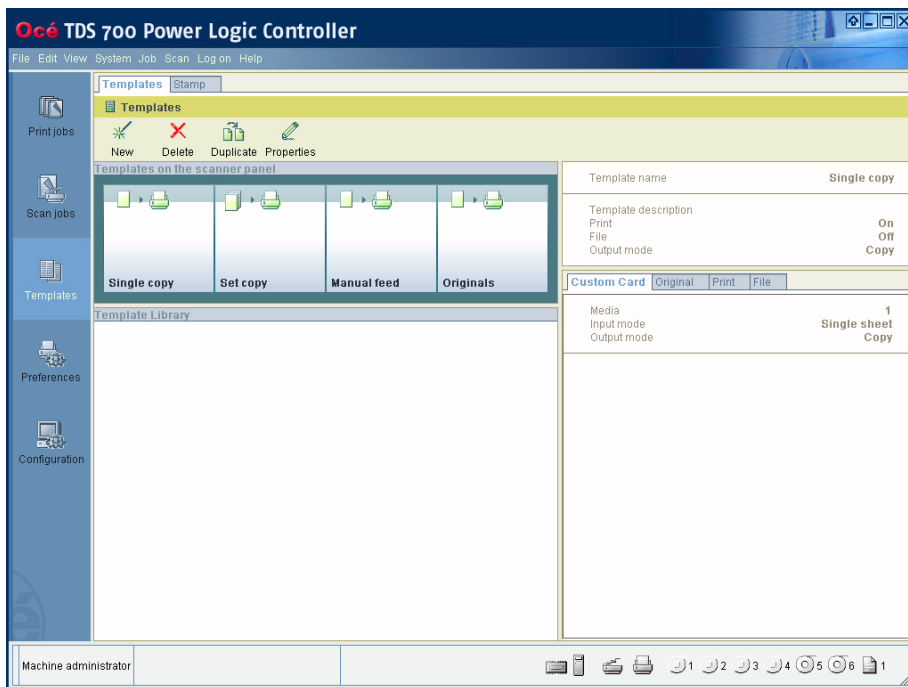 Océ TDS 700 Power Logic Controller
File Edit View System Job Scan Log on Help
Templates Stamp
Templates
New Delete Duplicate Properties
Print jobs
Scan jobs
Templates
Preferences
Configuration
Templates on the scanner panel
Single copy Set copy Manual feed Originals
Template Library
Template name Single copy
Template description
Print On
File Off
Output mode Copy
Custom Card Original Print File
Media 1
Input mode Single sheet
Output mode Copy
Machine administrator
1 2 3 4 5 6 1